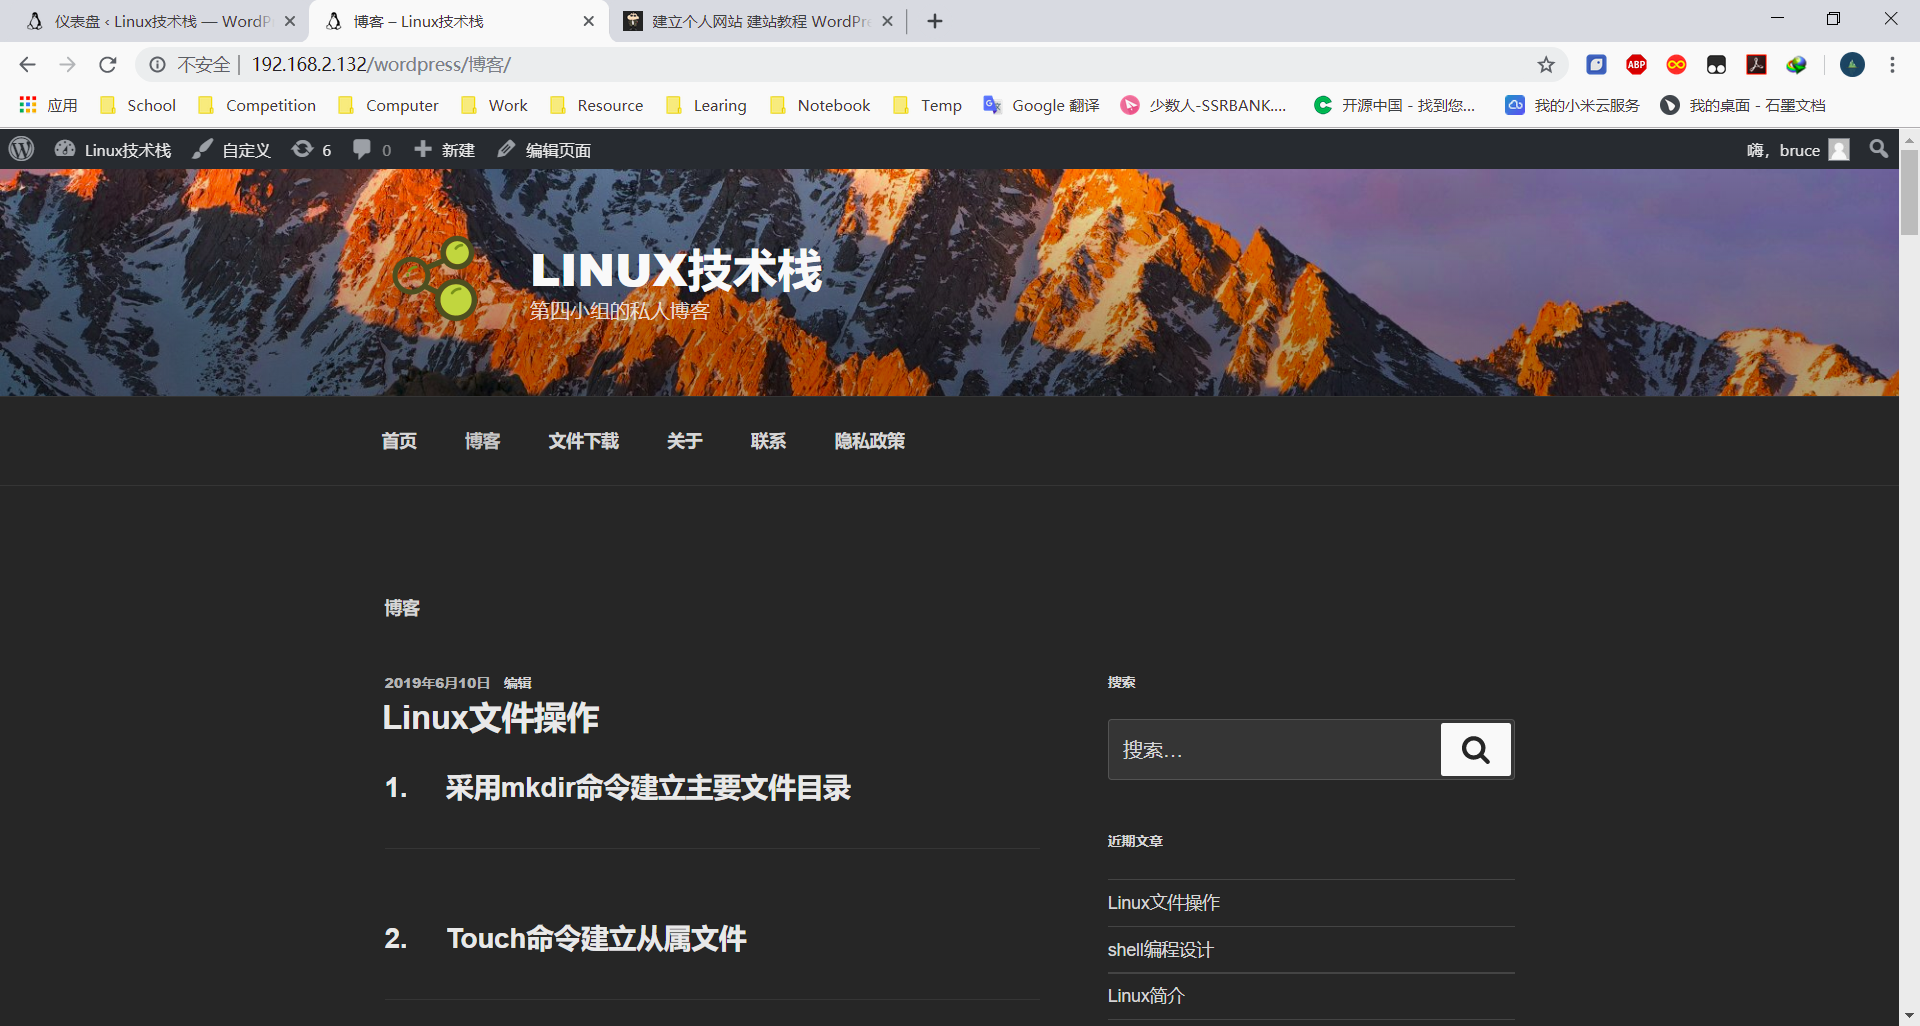 仪表盘 ‹ Linux技术栈 — WordP
博客 – Linux技术栈
建立个人网站 建站教程 WordPre
不安全 | 192.168.2.132/wordpress/博客/
应用 School Competition Computer Work Resource Learing Notebook Temp Google 翻译 少数人-SSRBANK.... 开源中国 - 找到您... 我的小米云服务 我的桌面 - 石墨文档
ABP
Linux技术栈 自定义 6 0 新建 编辑页面 嗨，bruce
LINUX技术栈
第四小组的私人博客
首页 博客 文件下载 关于 联系 隐私政策
博客
2019年6月10日 编辑
Linux文件操作
1. 采用mkdir命令建立主要文件目录
2. Touch命令建立从属文件
搜索
搜索…
近期文章
Linux文件操作
shell编程设计
Linux简介